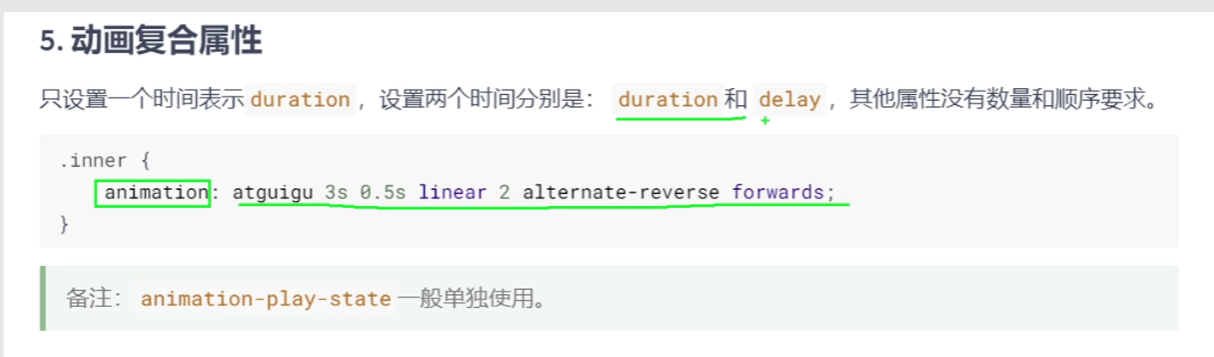 5. 动画复合属性
只设置一个时间表示 duration ，设置两个时间分别是： duration 和 delay ，其他属性没有数量和顺序要求。
.inner {
    animation: atguigu 3s 0.5s linear 2 alternate-reverse forwards;
}
备注： animation-play-state 一般单独使用。